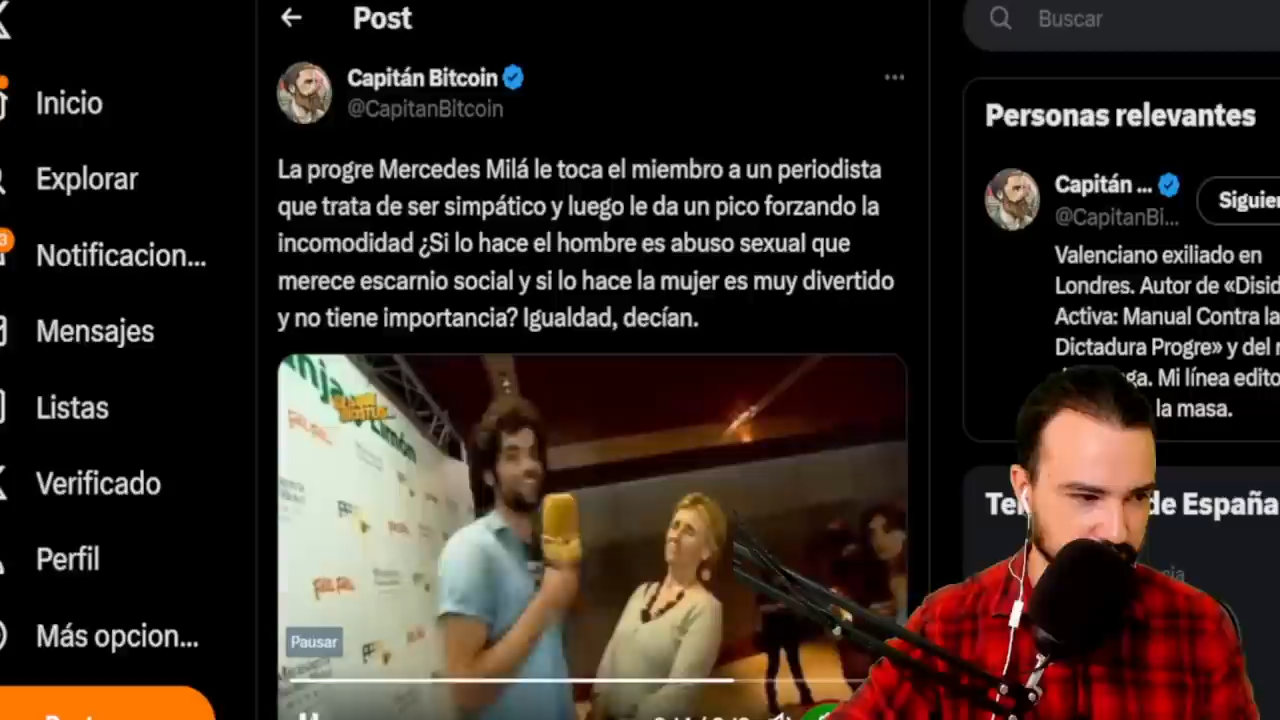 Post
Buscar
Capitán Bitcoin
@CapitanBitcoin
Inicio
Explorar
Notificacion...
Mensajes
Listas
Verificado
Perfil
Más opcion...
La progre Mercedes Milá le toca el miembro a un periodista
que trata de ser simpático y luego le da un pico forzando la
incomodidad ¿Si lo hace el hombre es abuso sexual que
merece escarnio social y si lo hace la mujer es muy divertido
y no tiene importancia? Igualdad, decían.
Pausar
Personas relevantes
Capitán ...
@CapitanBi...
Siguien
Valenciano exiliado en
Londres. Autor de «Disid
Activa: Manual Contra la
Dictadura Progre» y del
Mi línea edito
la masa.
de España